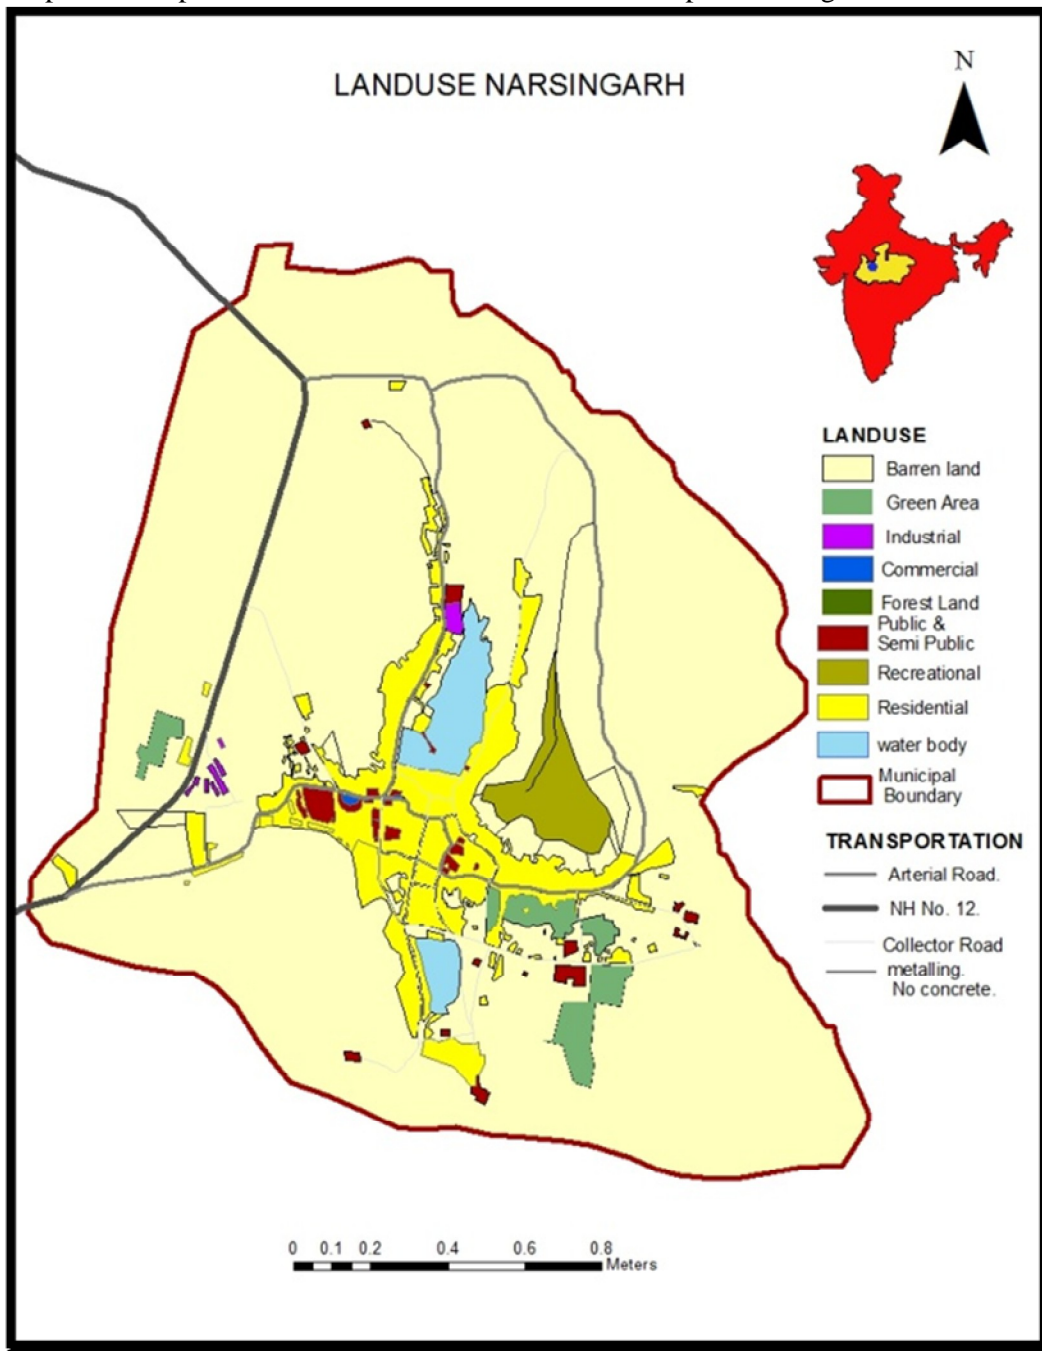 LANDUSE NARSINGARH
N
LANDUSE
Barren land
Green Area
Industrial
Commercial
Forest Land
Public &
Semi Public
Recreational
Residential
water body
Municipal
Boundary
TRANSPORTATION
Arterial Road.
NH No. 12.
Collector Road
metalling.
No concrete.
0 0.1 0.2 0.4 0.6 0.8
Meters